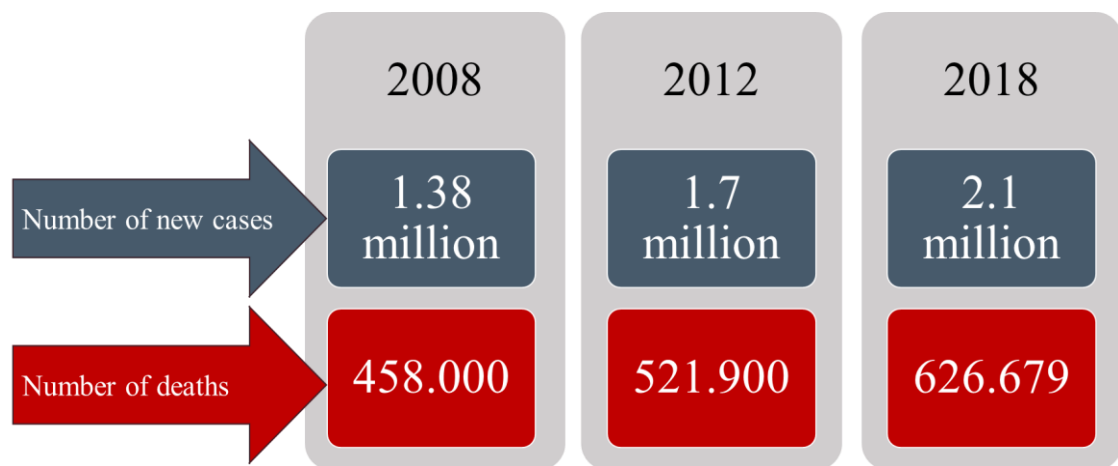 2008
2012
2018
Number of new cases
1.38
million
1.7
million
2.1
million
Number of deaths
458.000
521.900
626.679